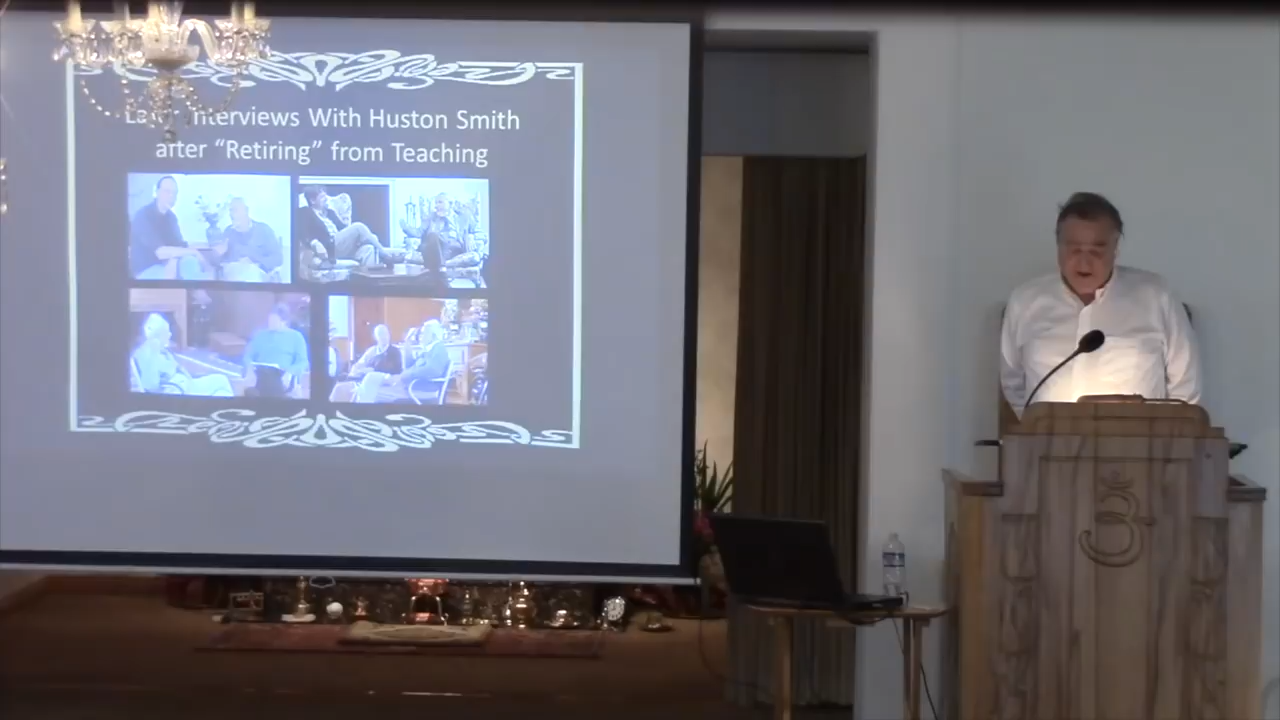 Interviews With Huston Smith
after “Retiring” from Teaching
ॐ